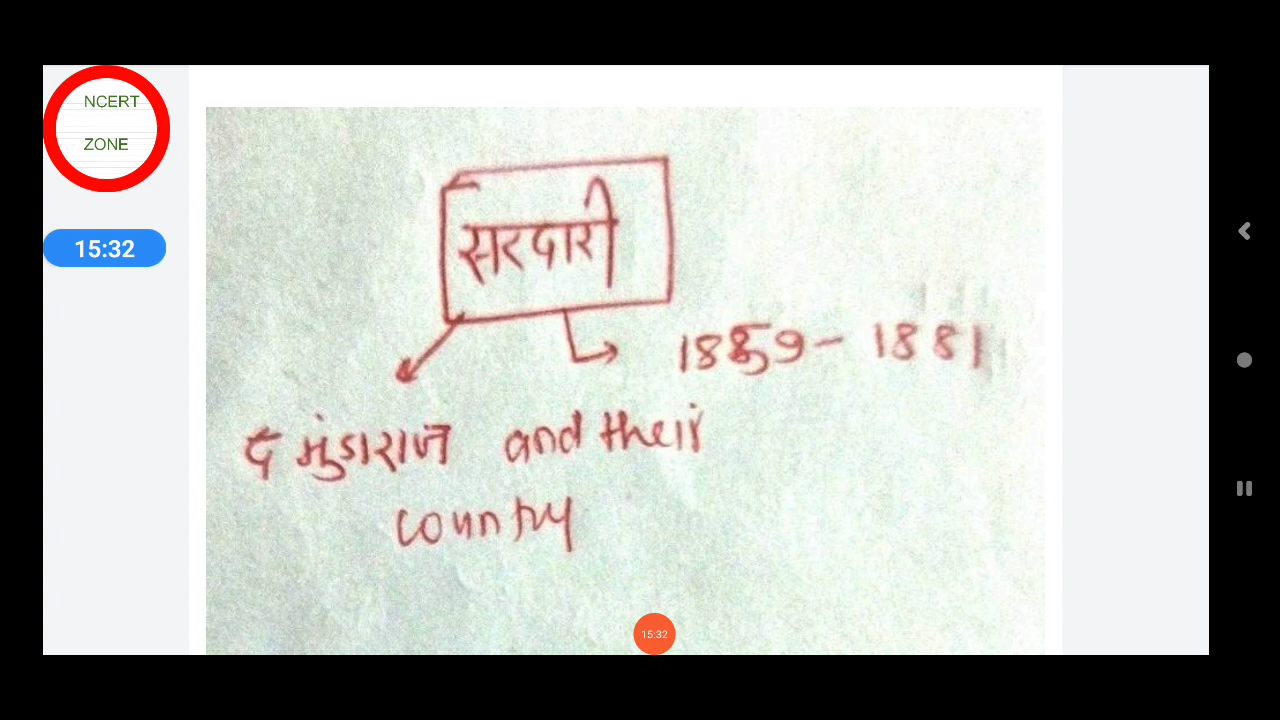 NCERT
ZONE
15:32
सरदारी
1859 - 1881
द मुंडाराज and their
country
15:32